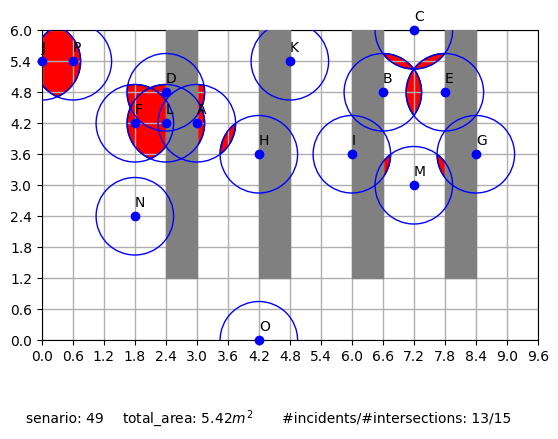 C
6.0
J P K
5.4
D B E
4.8
F L A
4.2
H I G
3.6
M
3.0
N
2.4
1.8
1.2
0.6
O
0.0
0.0 0.6 1.2 1.8 2.4 3.0 3.6 4.2 4.8 5.4 6.0 6.6 7.2 7.8 8.4 9.0 9.6
senario: 49 total_area: 5.42m² #incidents/#intersections: 13/15